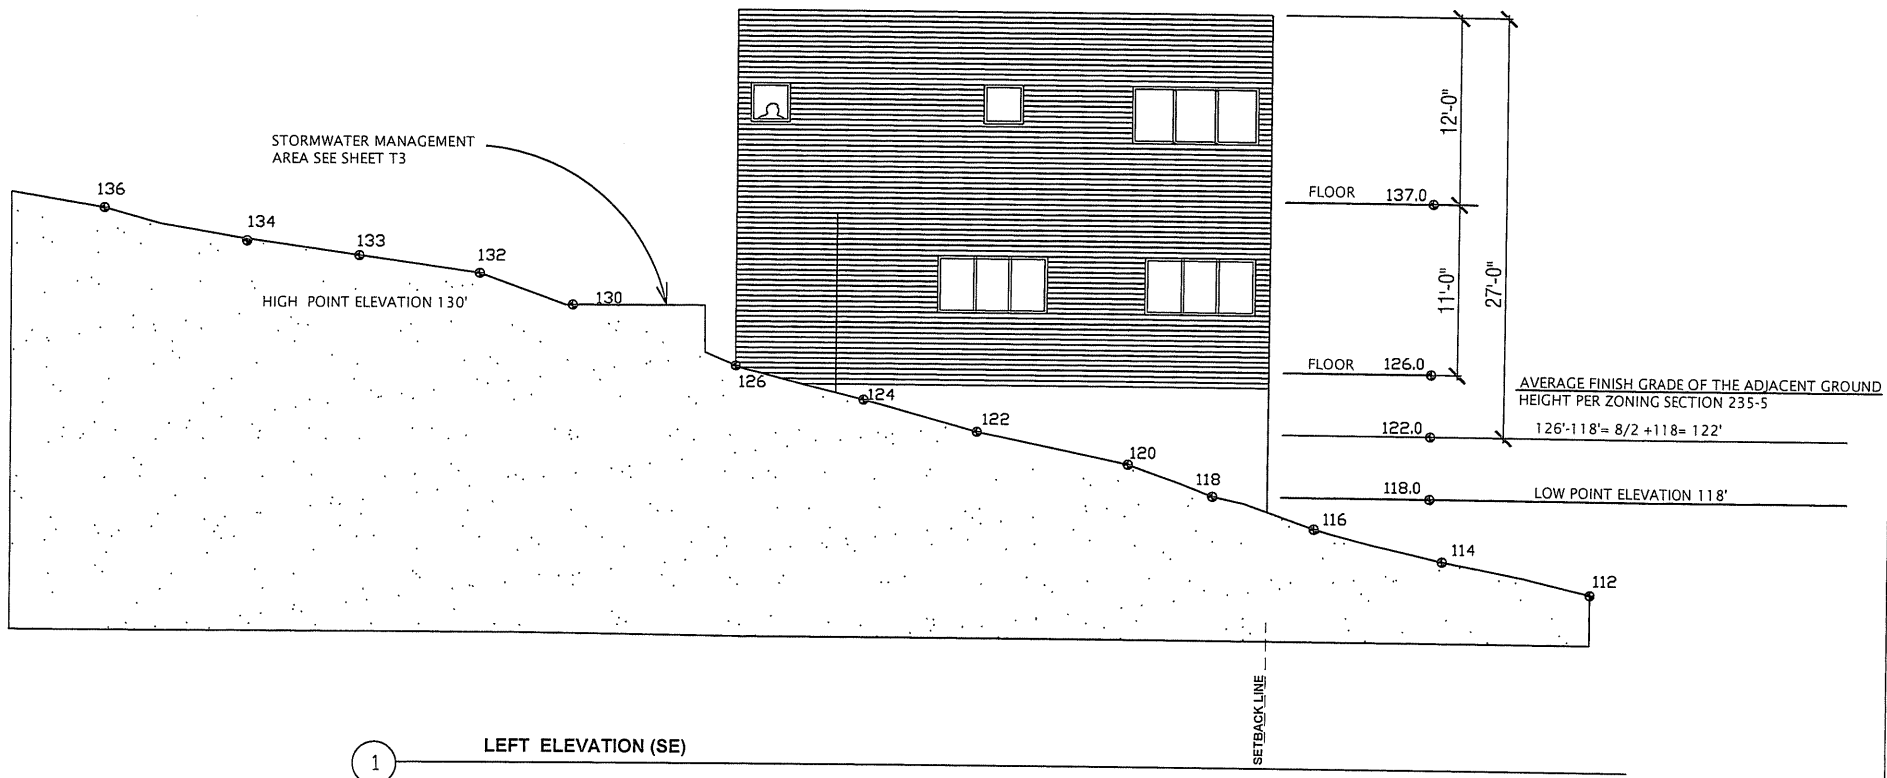 STORMWATER MANAGEMENT
AREA SEE SHEET T3
136
134
133
132
HIGH POINT ELEVATION 130'
130
126
124
122
120
118
116
114
112
FLOOR 137.0
FLOOR 126.0
12'-0"
11'-0"
27'-0"
AVERAGE FINISH GRADE OF THE ADJACENT GROUND
HEIGHT PER ZONING SECTION 235-5
122.0 126'-118'= 8/2 +118= 122'
118.0 LOW POINT ELEVATION 118'
SETBACK LINE
1 LEFT ELEVATION (SE)